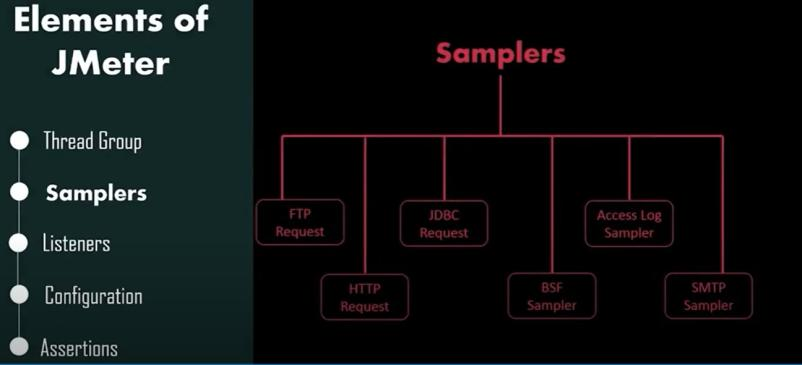 Elements of
JMeter
Thread Group
Samplers
Listeners
Configuration
Assertions
Samplers
FTP
Request
HTTP
Request
JDBC
Request
BSF
Sampler
Access Log
Sampler
SMTP
Sampler